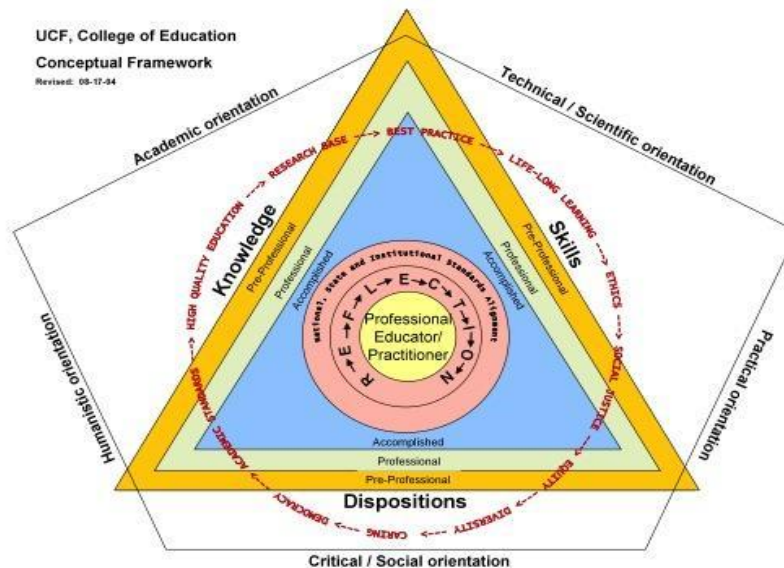 UCF, College of Education
Conceptual Framework
Revised: 08-17-04
Academic orientation
Technical / Scientific orientation
Practical orientation
Critical / Social orientation
Humanistic orientation
HIGH QUALITY EDUCATION ---> RESEARCH BASE ---> BEST PRACTICE ---> LIFE-LONG LEARNING ---> ETHICS ---> SOCIAL JUSTICE <--- EQUITY <--- DIVERSITY <--- CARING <--- DEMOCRACY <--- ACADEMIC STANDARDS
Knowledge
Pre-Professional
Professional
Accomplished
Skills
Pre-Professional
Professional
Accomplished
National, State and Institutional Standards Alignment
R→E→F→L→E→C→T→I→O→N
Professional
Educator/
Practitioner
Accomplished
Professional
Pre-Professional
Dispositions